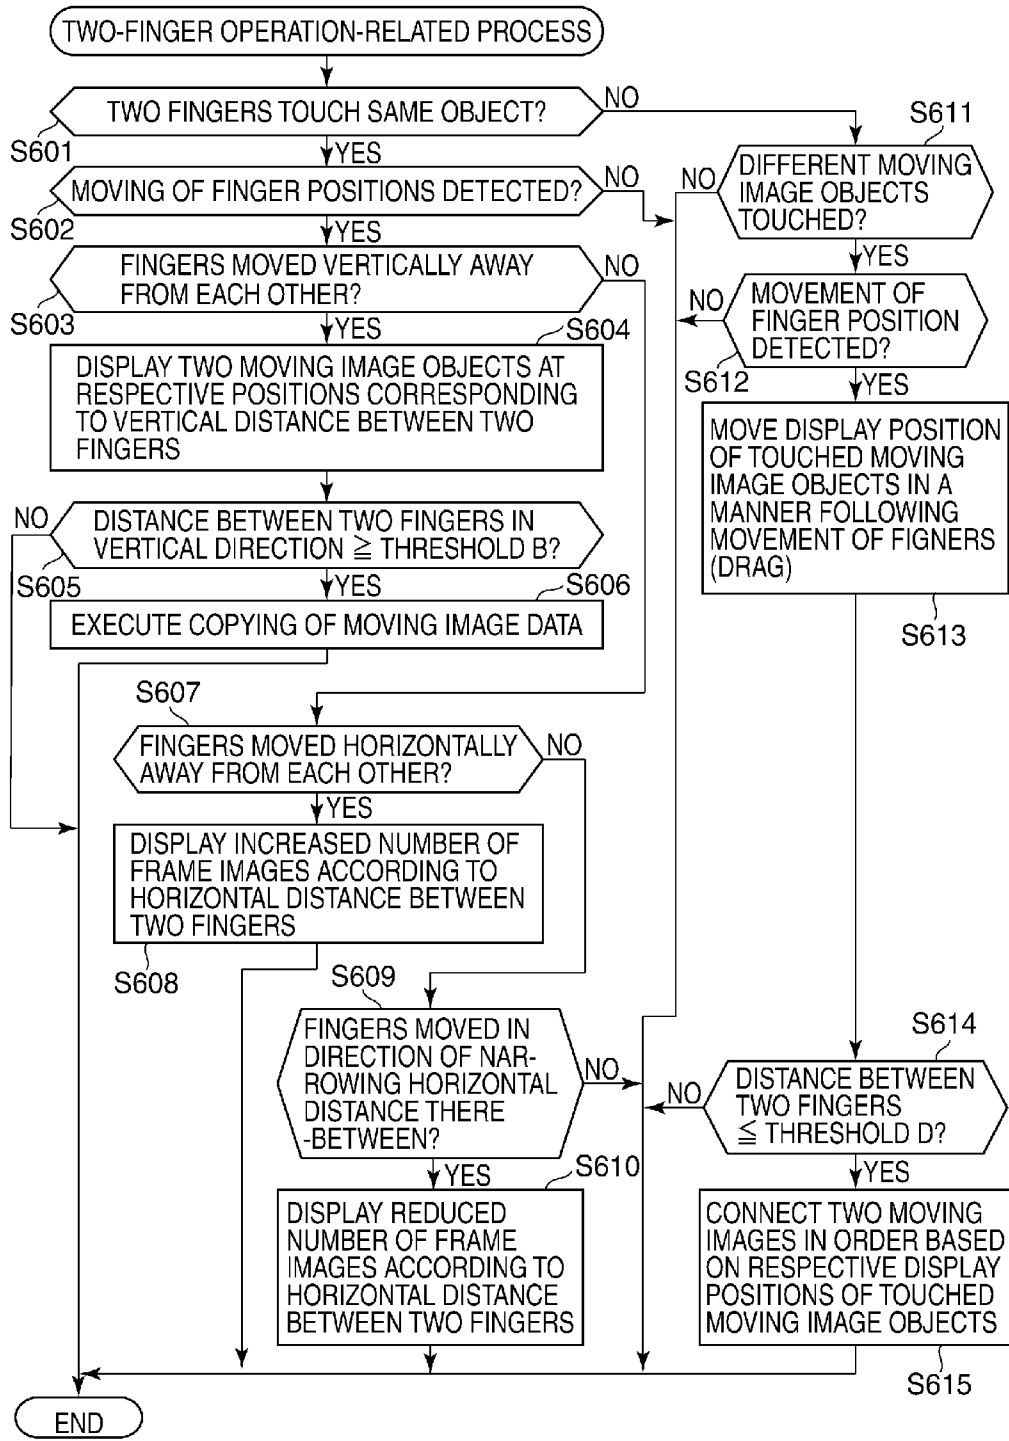 TWO-FINGER OPERATION-RELATED PROCESS
TWO FINGERS TOUCH SAME OBJECT?
NO
S601
YES
MOVING OF FINGER POSITIONS DETECTED?
NO
S602
YES
FINGERS MOVED VERTICALLY AWAY
FROM EACH OTHER?
NO
S603
YES
S604
DISPLAY TWO MOVING IMAGE OBJECTS AT
RESPECTIVE POSITIONS CORRESPONDING
TO VERTICAL DISTANCE BETWEEN TWO
FINGERS
NO
DISTANCE BETWEEN TWO FINGERS IN
VERTICAL DIRECTION ≧ THRESHOLD B?
S605
YES
S606
EXECUTE COPYING OF MOVING IMAGE DATA
S607
FINGERS MOVED HORIZONTALLY
AWAY FROM EACH OTHER?
NO
YES
DISPLAY INCREASED NUMBER OF
FRAME IMAGES ACCORDING TO
HORIZONTAL DISTANCE BETWEEN
TWO FINGERS
S608
S609
FINGERS MOVED IN
DIRECTION OF NAR-
ROWING HORIZONTAL
DISTANCE THERE
-BETWEEN?
NO
YES
S610
DISPLAY REDUCED
NUMBER OF FRAME
IMAGES ACCORDING TO
HORIZONTAL DISTANCE
BETWEEN TWO FINGERS
S611
DIFFERENT MOVING
IMAGE OBJECTS
TOUCHED?
NO
YES
NO
MOVEMENT OF
FINGER POSITION
DETECTED?
S612
YES
MOVE DISPLAY POSITION
OF TOUCHED MOVING
IMAGE OBJECTS IN A
MANNER FOLLOWING
MOVEMENT OF FIGNERS
(DRAG)
S613
S614
DISTANCE BETWEEN
TWO FINGERS
≦ THRESHOLD D?
NO
YES
CONNECT TWO MOVING
IMAGES IN ORDER BASED
ON RESPECTIVE DISPLAY
POSITIONS OF TOUCHED
MOVING IMAGE OBJECTS
S615
END